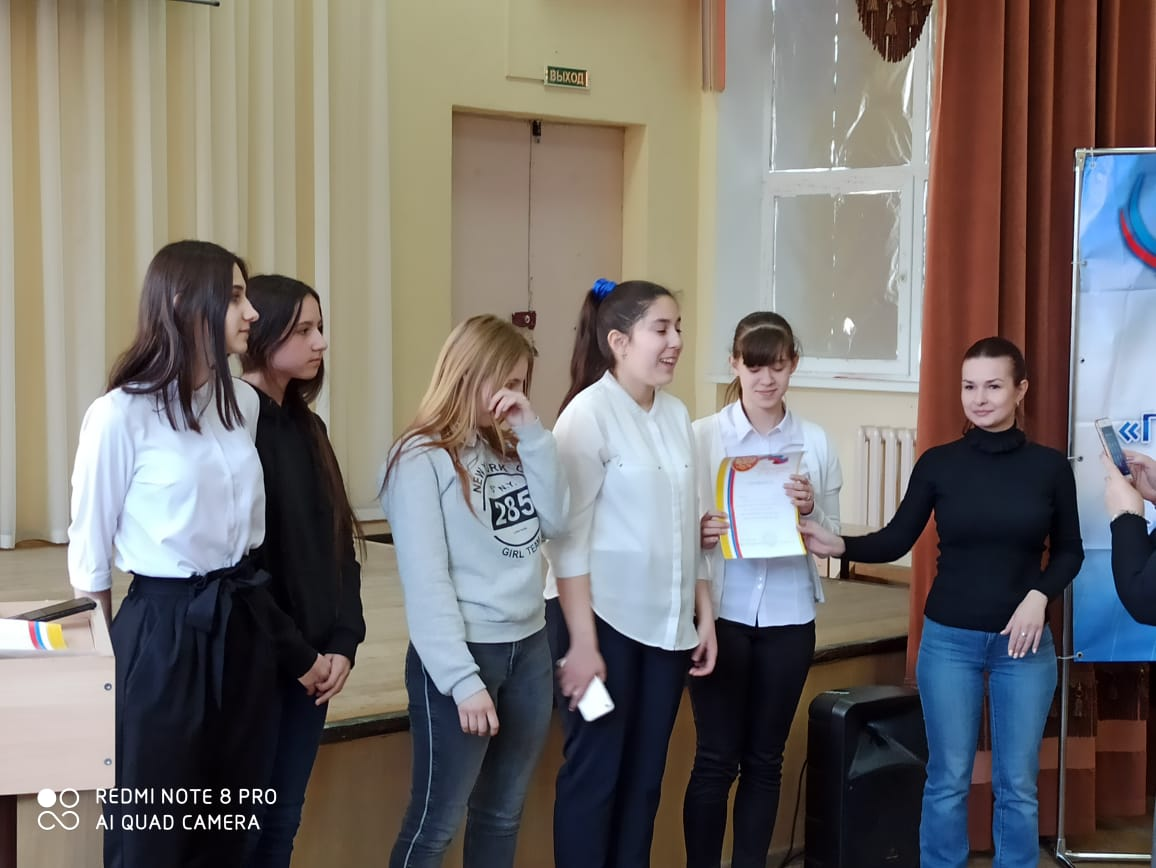 ВЫХОД
NEW YORK
N.Y.
285
GIRL TEAM
«Г
REDMI NOTE 8 PRO
AI QUAD CAMERA